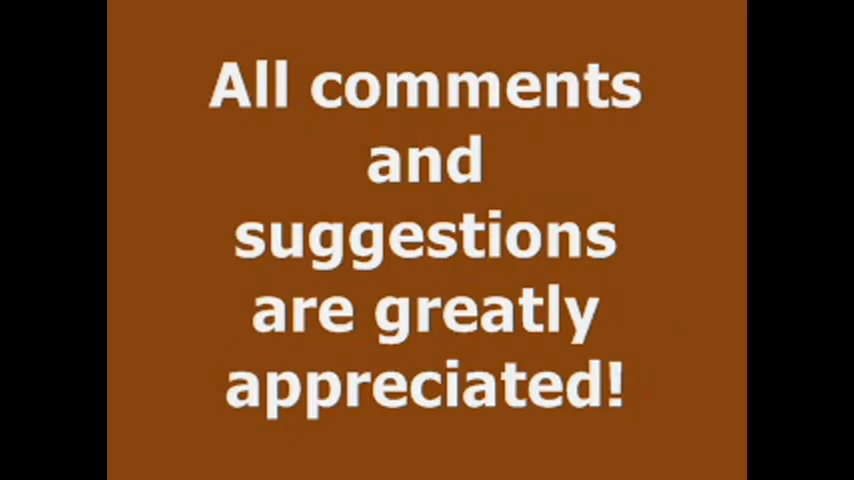 All comments
and
suggestions
are greatly
appreciated!